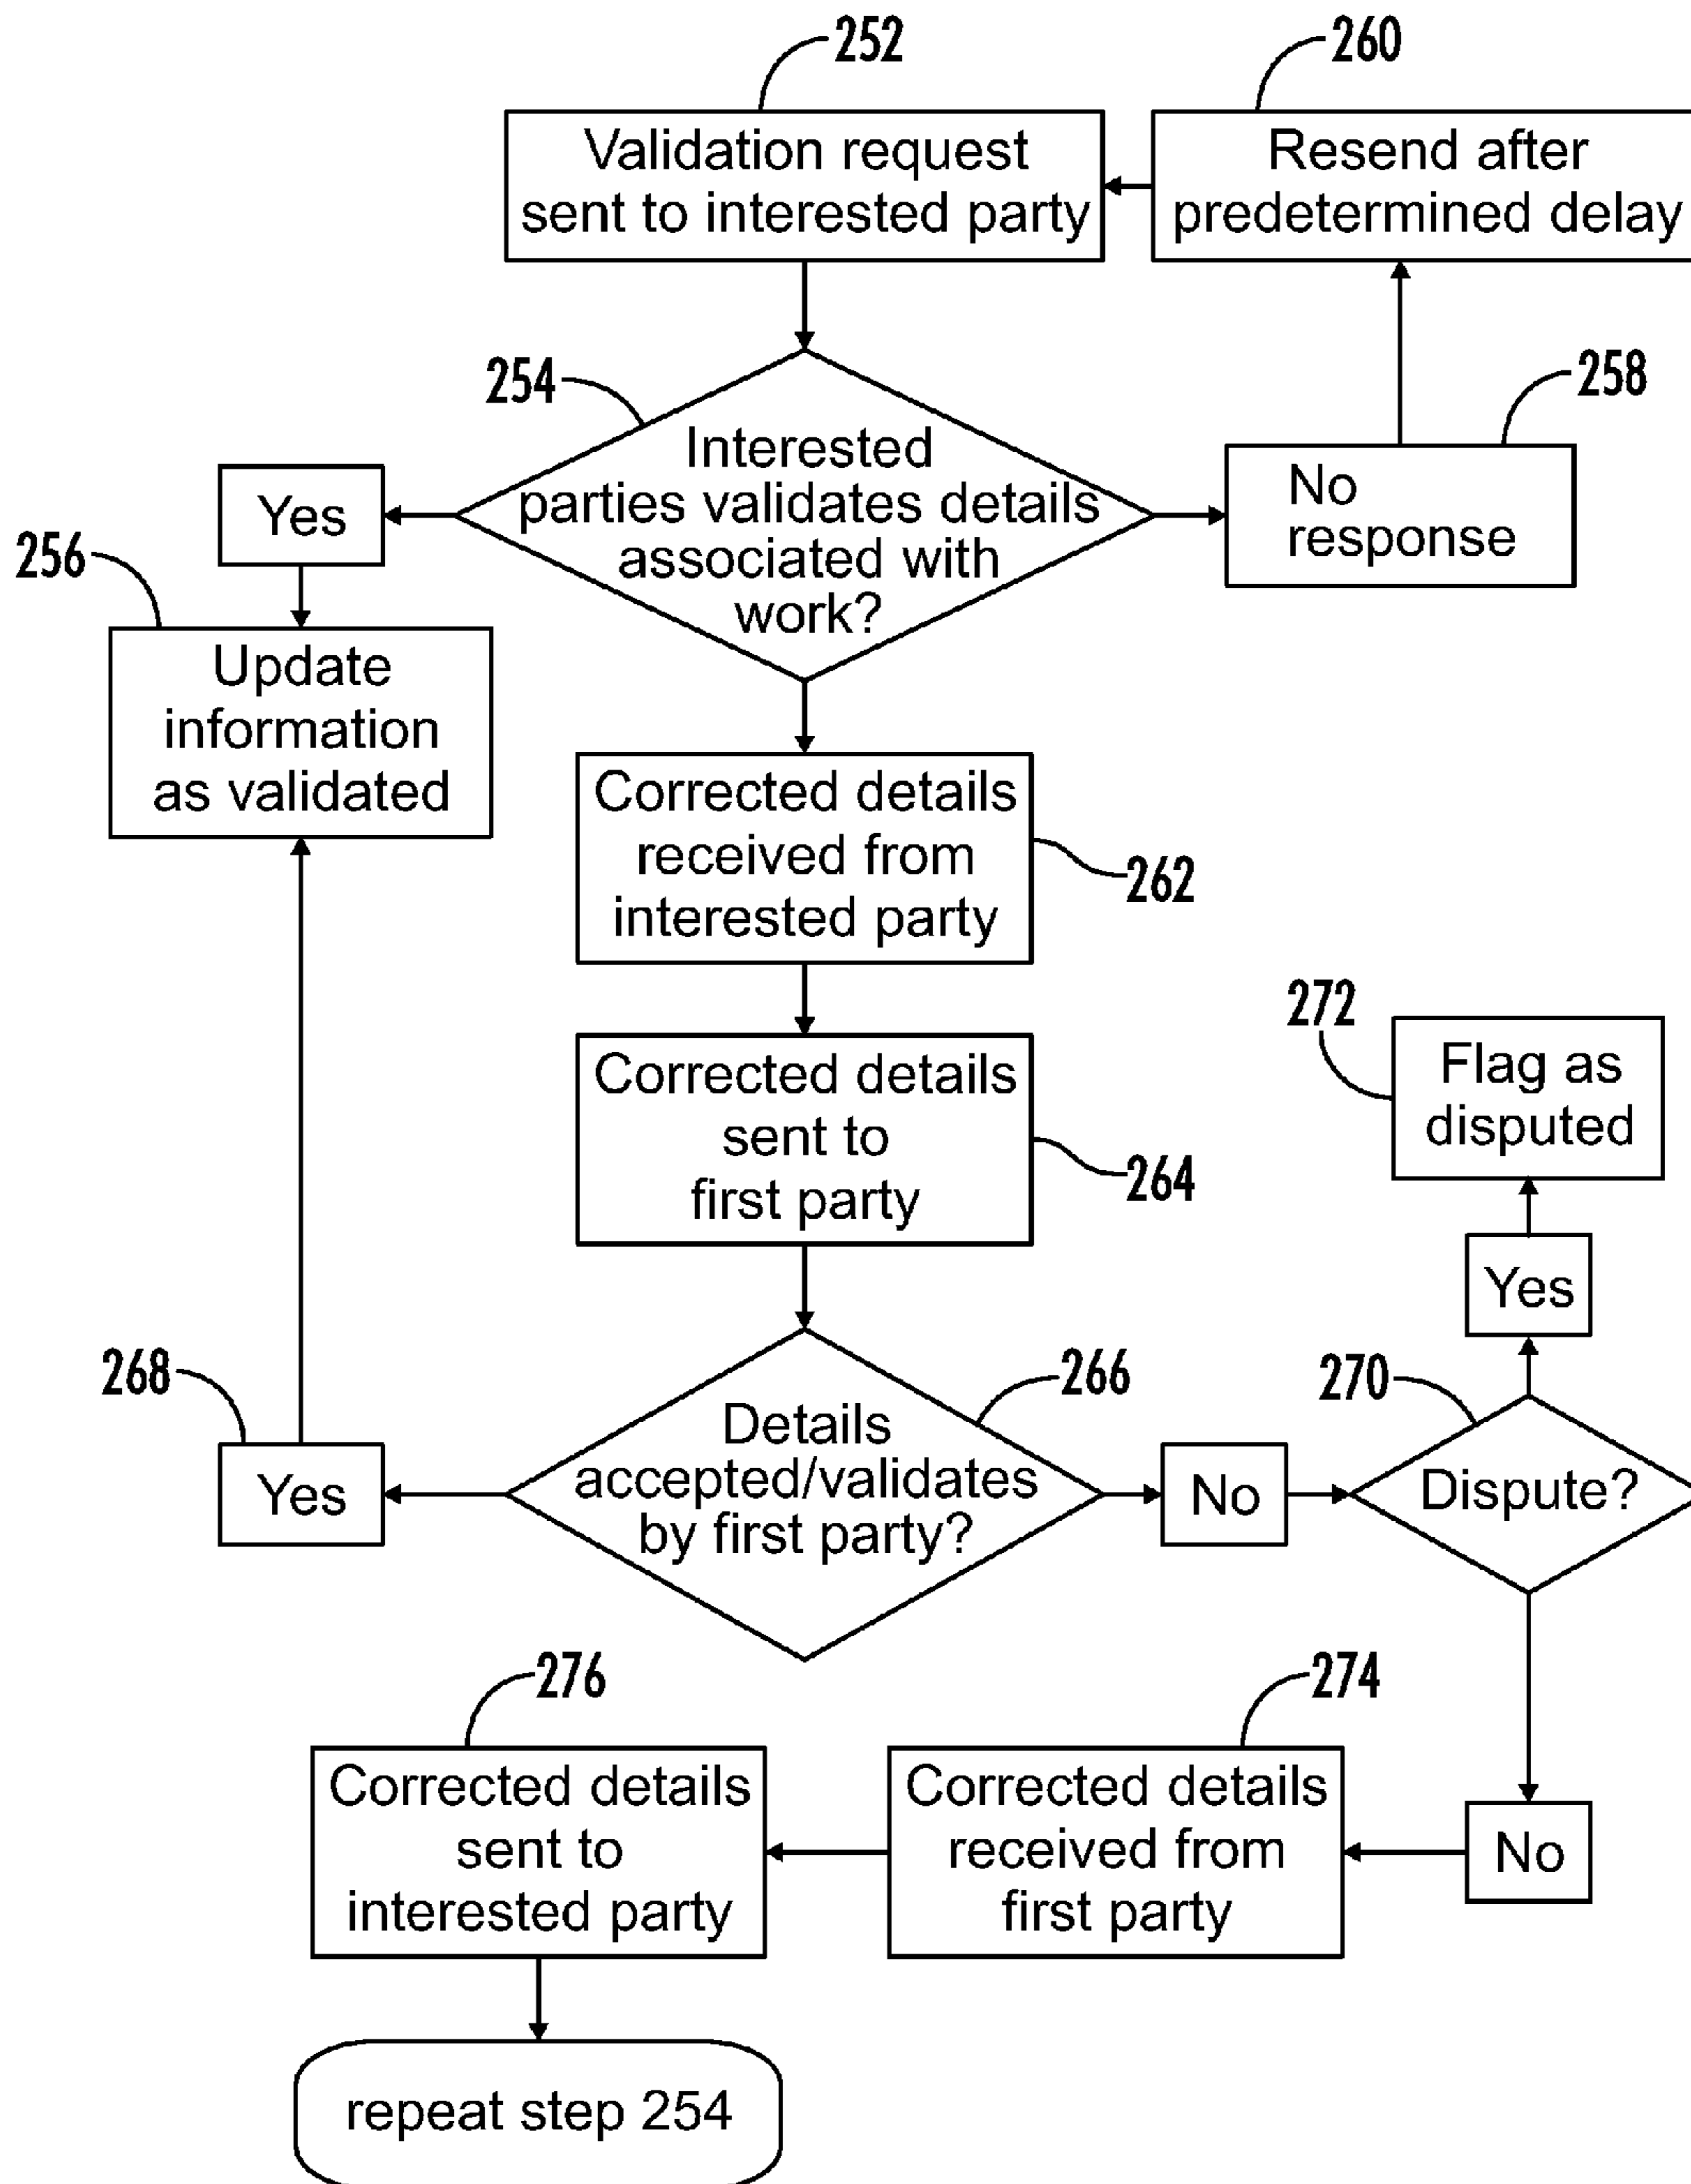 252
260
Validation request
sent to interested party
Resend after
predetermined delay
254
258
Interested
parties validates details
associated with
work?
Yes
No
response
256
Update
information
as validated
Corrected details
received from
interested party
262
272
Flag as
disputed
Corrected details
sent to
first party
264
Yes
268
266
270
Details
accepted/validates
by first party?
Yes
No
Dispute?
276
274
Corrected details
sent to
interested party
Corrected details
received from
first party
No
repeat step 254